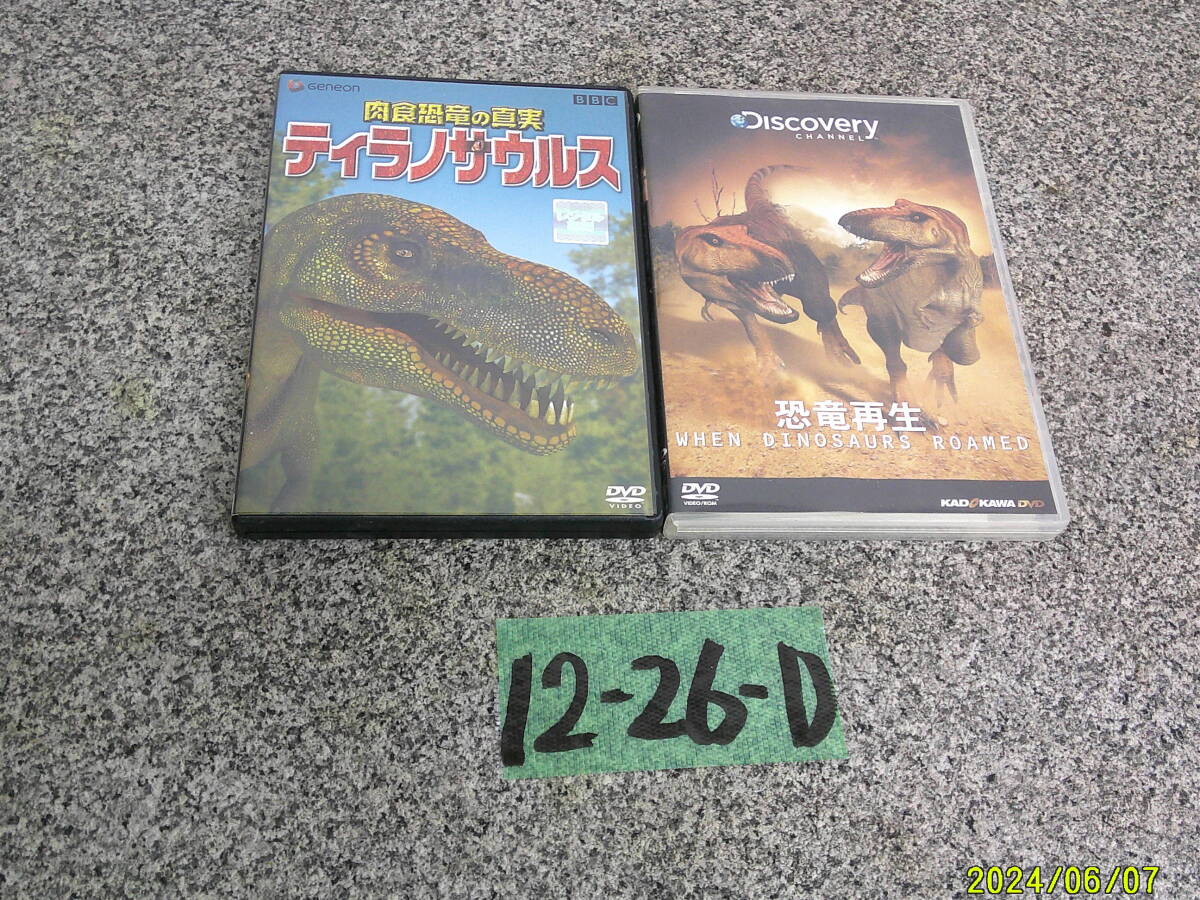 Geneon
BBC
肉食恐竜の真実
ティラノザウルス
DVD
VIDEO
Discovery
CHANNEL
恐竜再生
WHEN DINOSAURS ROAMED
DVD
VIDEO/ROM
KADOKAWA DVD
12-26-D
2024/06/07